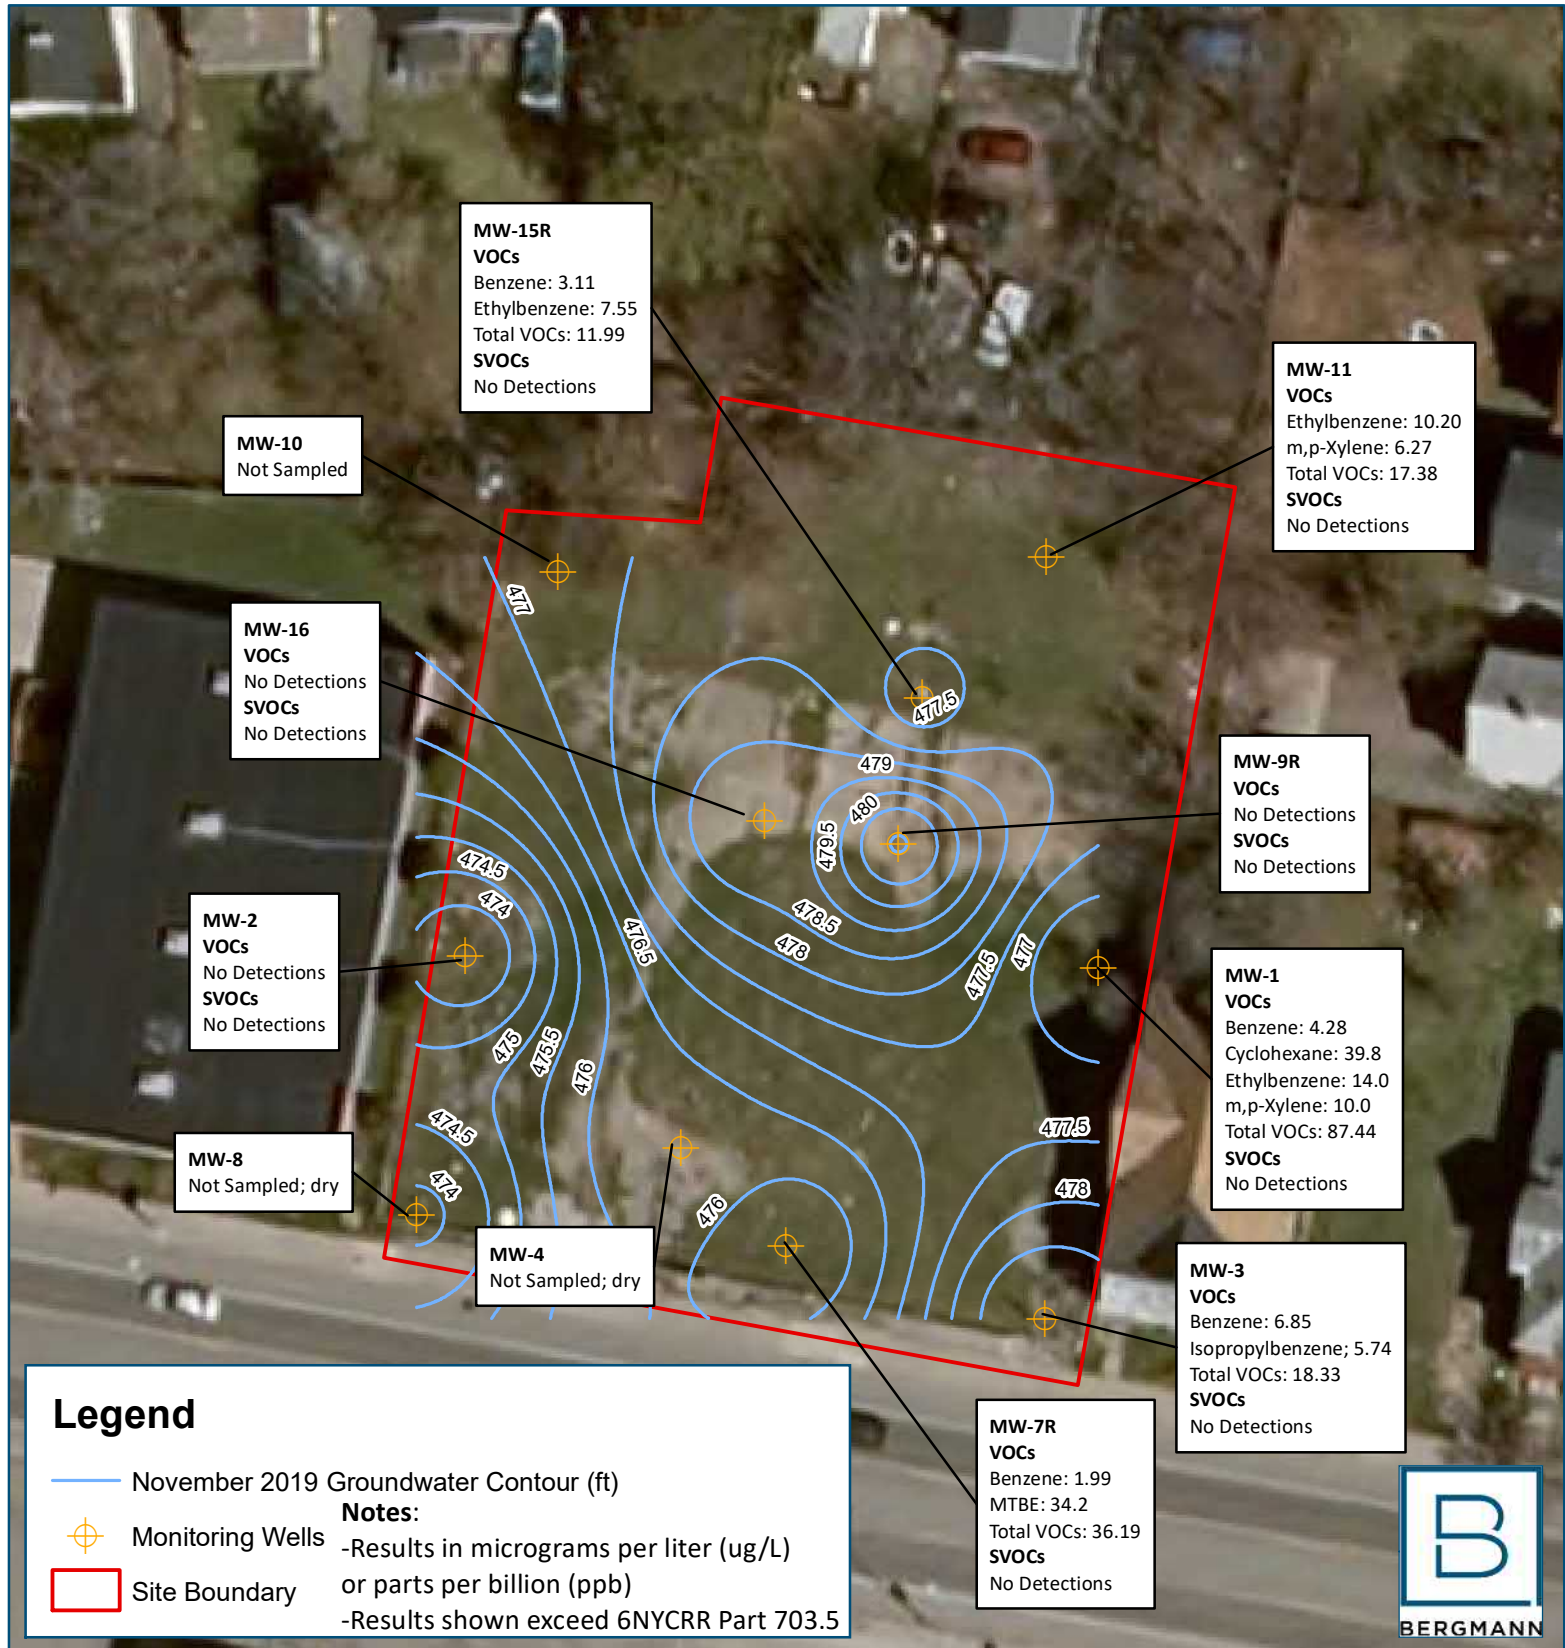 MW-15R
VOCs
Benzene: 3.11
Ethylbenzene: 7.55
Total VOCs: 11.99
SVOCs
No Detections
MW-11
VOCs
Ethylbenzene: 10.20
m,p-Xylene: 6.27
Total VOCs: 17.38
SVOCs
No Detections
MW-10
Not Sampled
MW-16
VOCs
No Detections
SVOCs
No Detections
MW-9R
VOCs
No Detections
SVOCs
No Detections
MW-2
VOCs
No Detections
SVOCs
No Detections
MW-1
VOCs
Benzene: 4.28
Cyclohexane: 39.8
Ethylbenzene: 14.0
m,p-Xylene: 10.0
Total VOCs: 87.44
SVOCs
No Detections
MW-8
Not Sampled; dry
MW-4
Not Sampled; dry
MW-3
VOCs
Benzene: 6.85
Isopropylbenzene; 5.74
Total VOCs: 18.33
SVOCs
No Detections
MW-7R
VOCs
Benzene: 1.99
MTBE: 34.2
Total VOCs: 36.19
SVOCs
No Detections
477
477.5
479
480
479.5
474.5
474
478.5
478
476.5
477.5
477
475
475.5
476
474.5
474
477.5
478
476
Legend
November 2019 Groundwater Contour (ft)
Monitoring Wells
Site Boundary
Notes:
-Results in micrograms per liter (ug/L)
or parts per billion (ppb)
-Results shown exceed 6NYCRR Part 703.5
B
BERGMANN